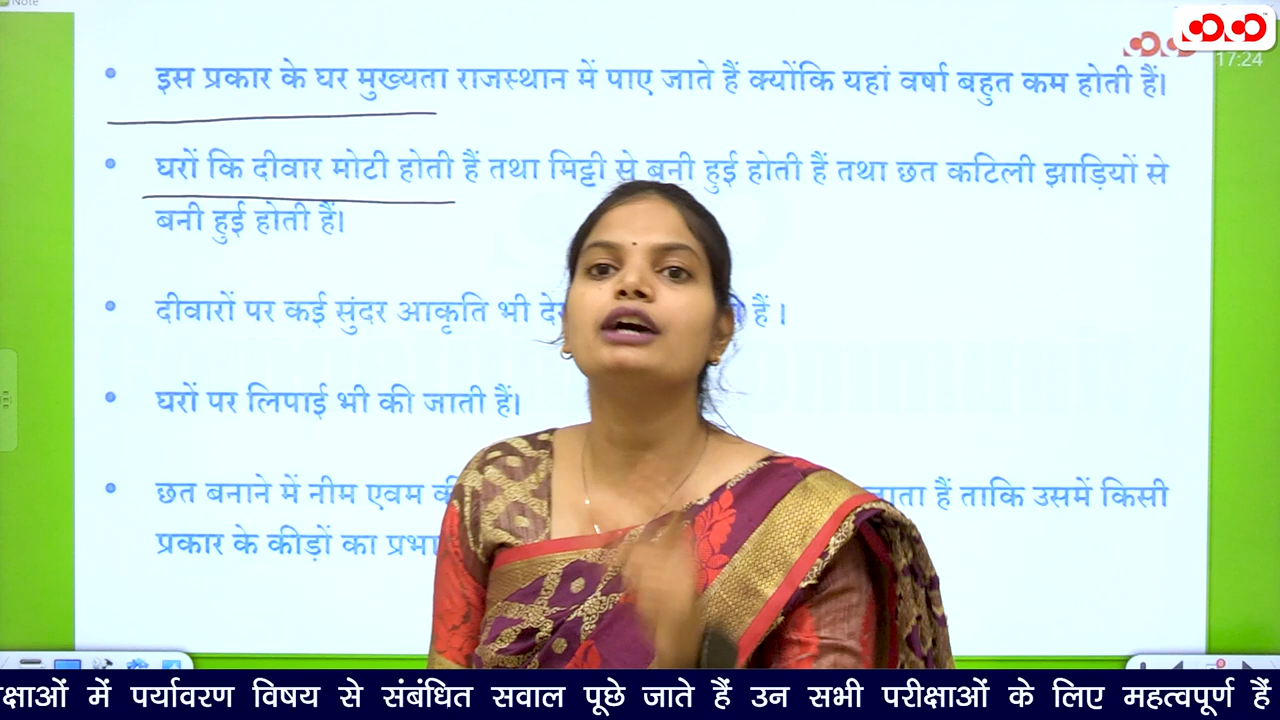 Note
17:24
इस प्रकार के घर मुख्यता राजस्थान में पाए जाते हैं क्योंकि यहां वर्षा बहुत कम होती हैं।
घरों कि दीवार मोटी होती हैं तथा मिट्टी से बनी हुई होती हैं तथा छत कटिली झाड़ियों से
बनी हुई होती हैं।
दीवारों पर कई सुंदर आकृति भी हैं ।
घरों पर लिपाई भी की जाती हैं।
छत बनाने में नीम एवम हैं ताकि उसमें किसी
प्रकार के कीड़ों का
में पर्यावरण विषय से संबंधित सवाल पूछे जाते हैं उन सभी परीक्षाओं के लिए महत्वपूर्ण हैं